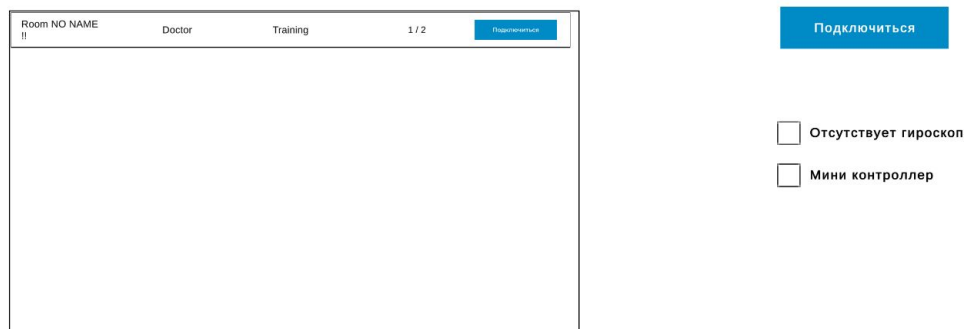 Room NO NAME
!!
Doctor
Training
1 / 2
Подключиться
Подключиться
Отсутствует гироскоп
Мини контроллер